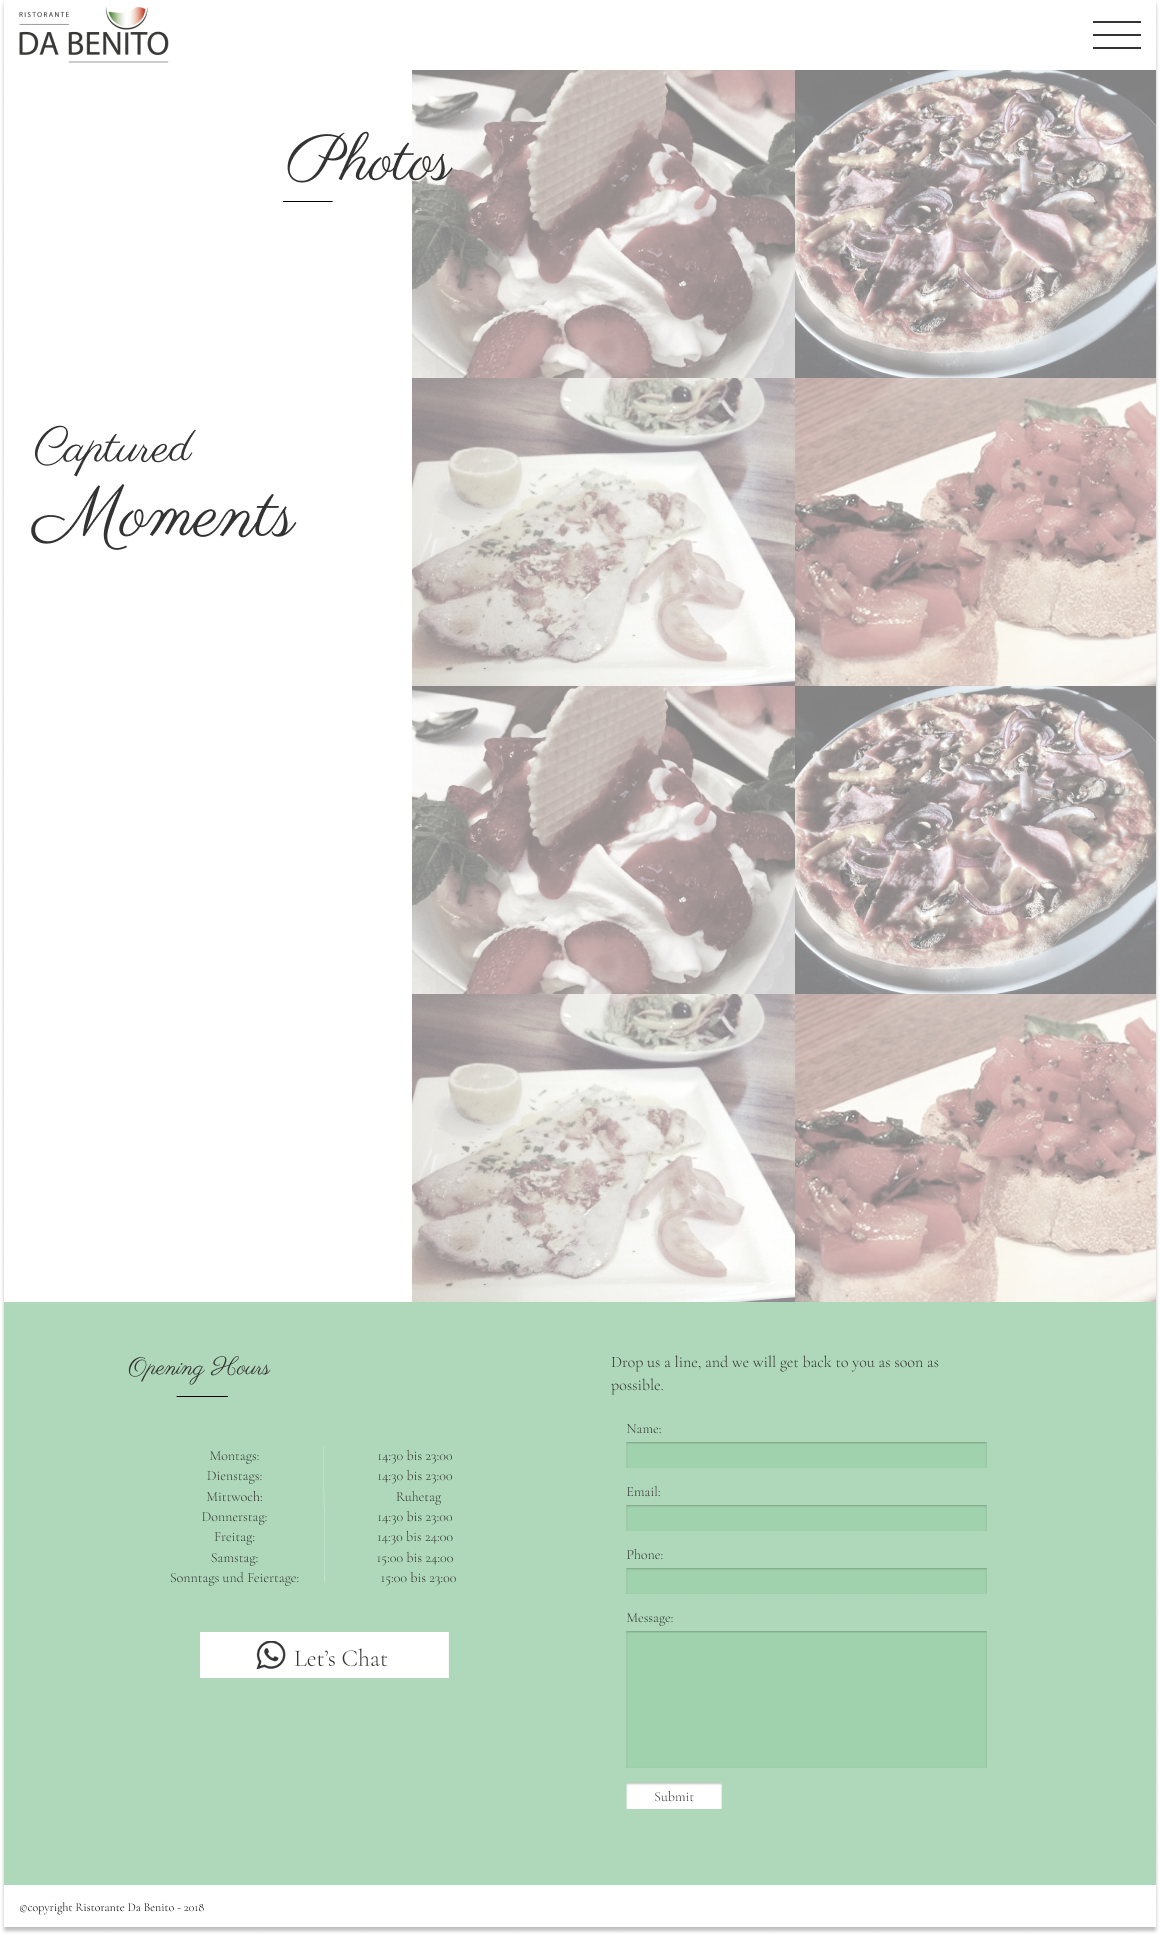 RISTORANTE
DA BENITO
Photos
Captured
Moments
Opening Hours
Montags: 14:30 bis 23:00
Dienstags: 14:30 bis 23:00
Mittwoch: Ruhetag
Donnerstag: 14:30 bis 23:00
Freitag: 14:30 bis 24:00
Samstag: 15:00 bis 24:00
Sonntags und Feiertage: 15:00 bis 23:00
Let's Chat
Drop us a line, and we will get back to you as soon as
possible.
Name:
Email:
Phone:
Message:
Submit
©copyright Ristorante Da Benito - 2018